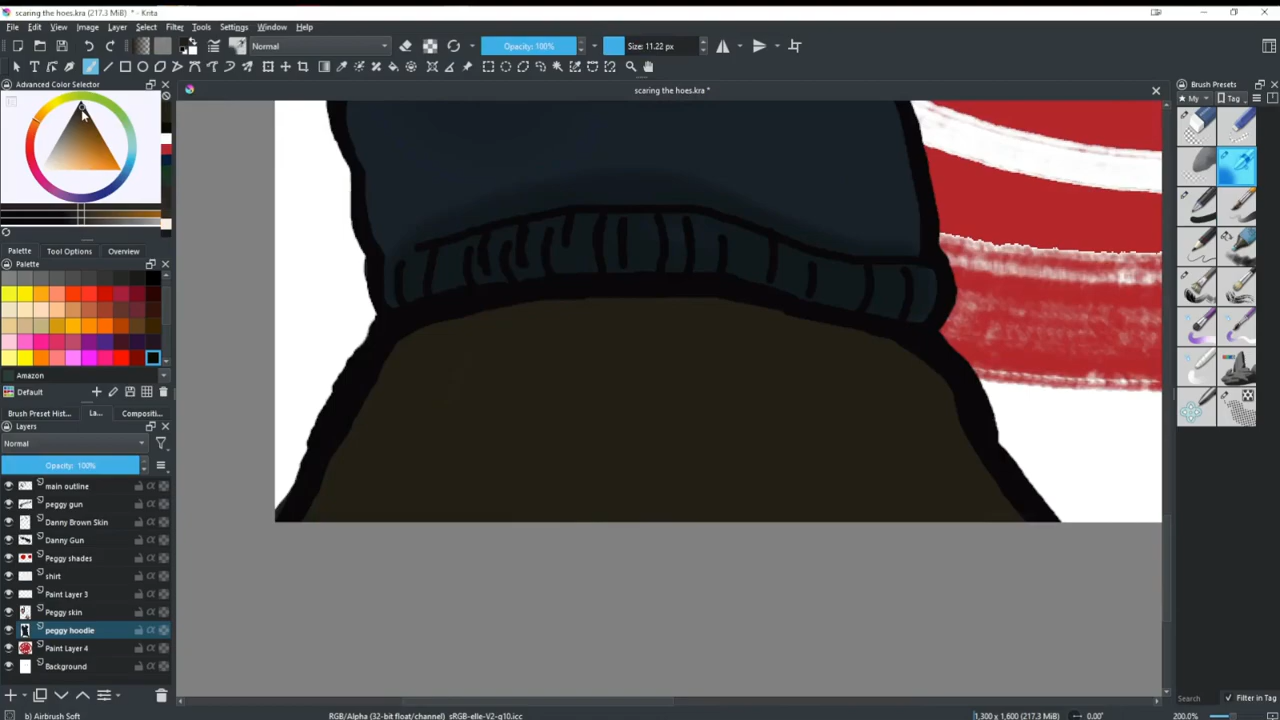 scaring the hoes.kra (217.3 MiB) * - Krita
File Edit View Image Layer Select Filter Tools Settings Window Help
Normal Opacity: 100% Size: 11.22 px
Advanced Color Selector
scaring the hoes.kra *
Brush Presets
My Tag
Palette Tool Options Overview
Palette
Amazon
Default
Brush Preset Hist... La... Compositi...
Layers
Normal
Opacity: 100%
main outline
peggy gun
Danny Brown Skin
Danny Gun
Peggy shades
shirt
Paint Layer 3
Peggy skin
peggy hoodie
Paint Layer 4
Background
Search Filter in Tag
b) Airbrush Soft RGB/Alpha (32-bit float/channel) sRGB-elle-V2-g10.icc 1,300 x 1,600 (217.3 MiB) 0.00° 200.0%